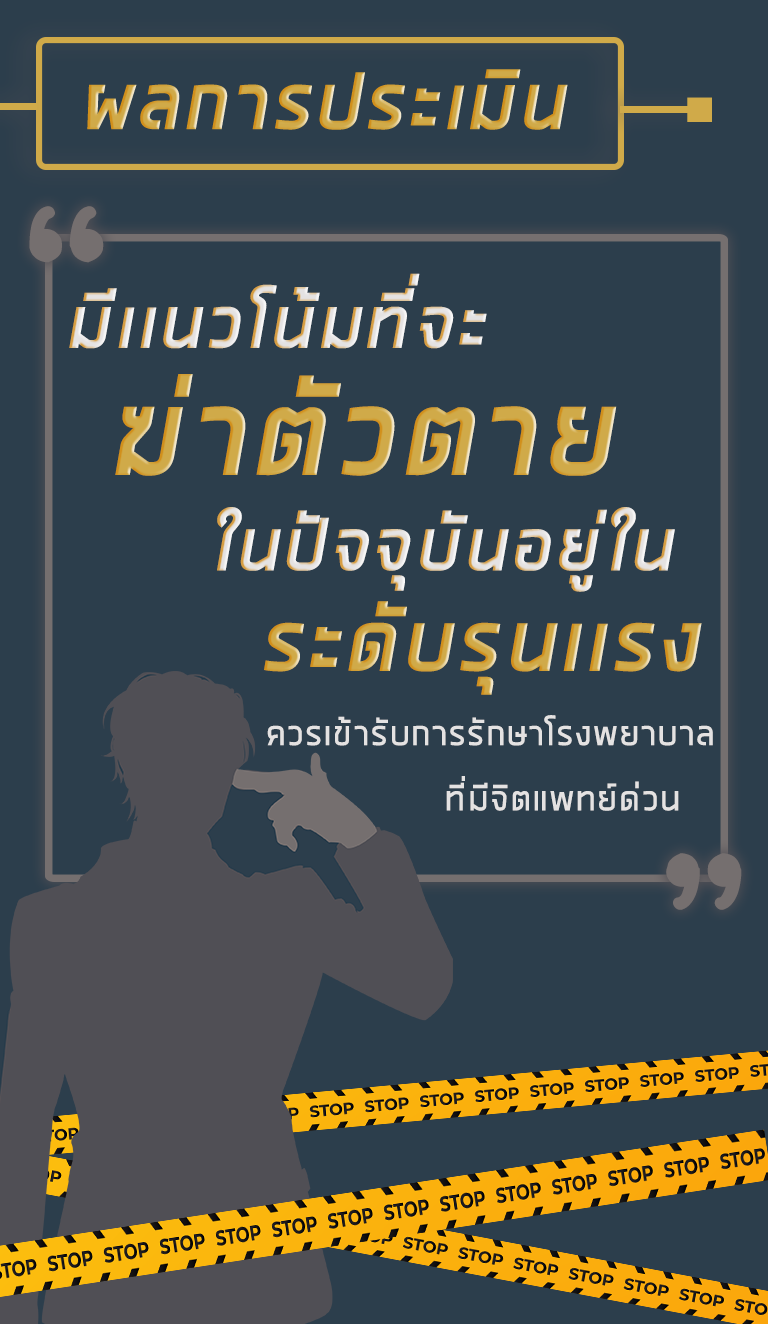 ผลการประเมิน
มีแนวโน้มที่จะ
ฆ่าตัวตาย
ในปัจจุบันอยู่ใน
ระดับรุนแรง
ควรเข้ารับการรักษาโรงพยาบาล
ที่มีจิตแพทย์ด่วน
P STOP STOP STOP STOP STOP STOP STOP STOP ST
TOP
OP
STOP STOP STOP STOP STOP STOP STOP STOP STOP STOP STOP STOP STOP STOP
STOP STOP STOP STOP STOP STOP STO